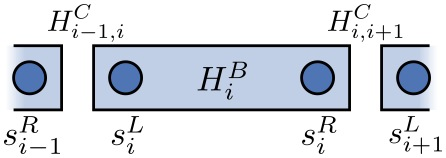 H^C_{i-1,i} H^C_{i,i+1}
H^B_i
s^R_{i-1} s^L_i s^R_i s^L_{i+1}